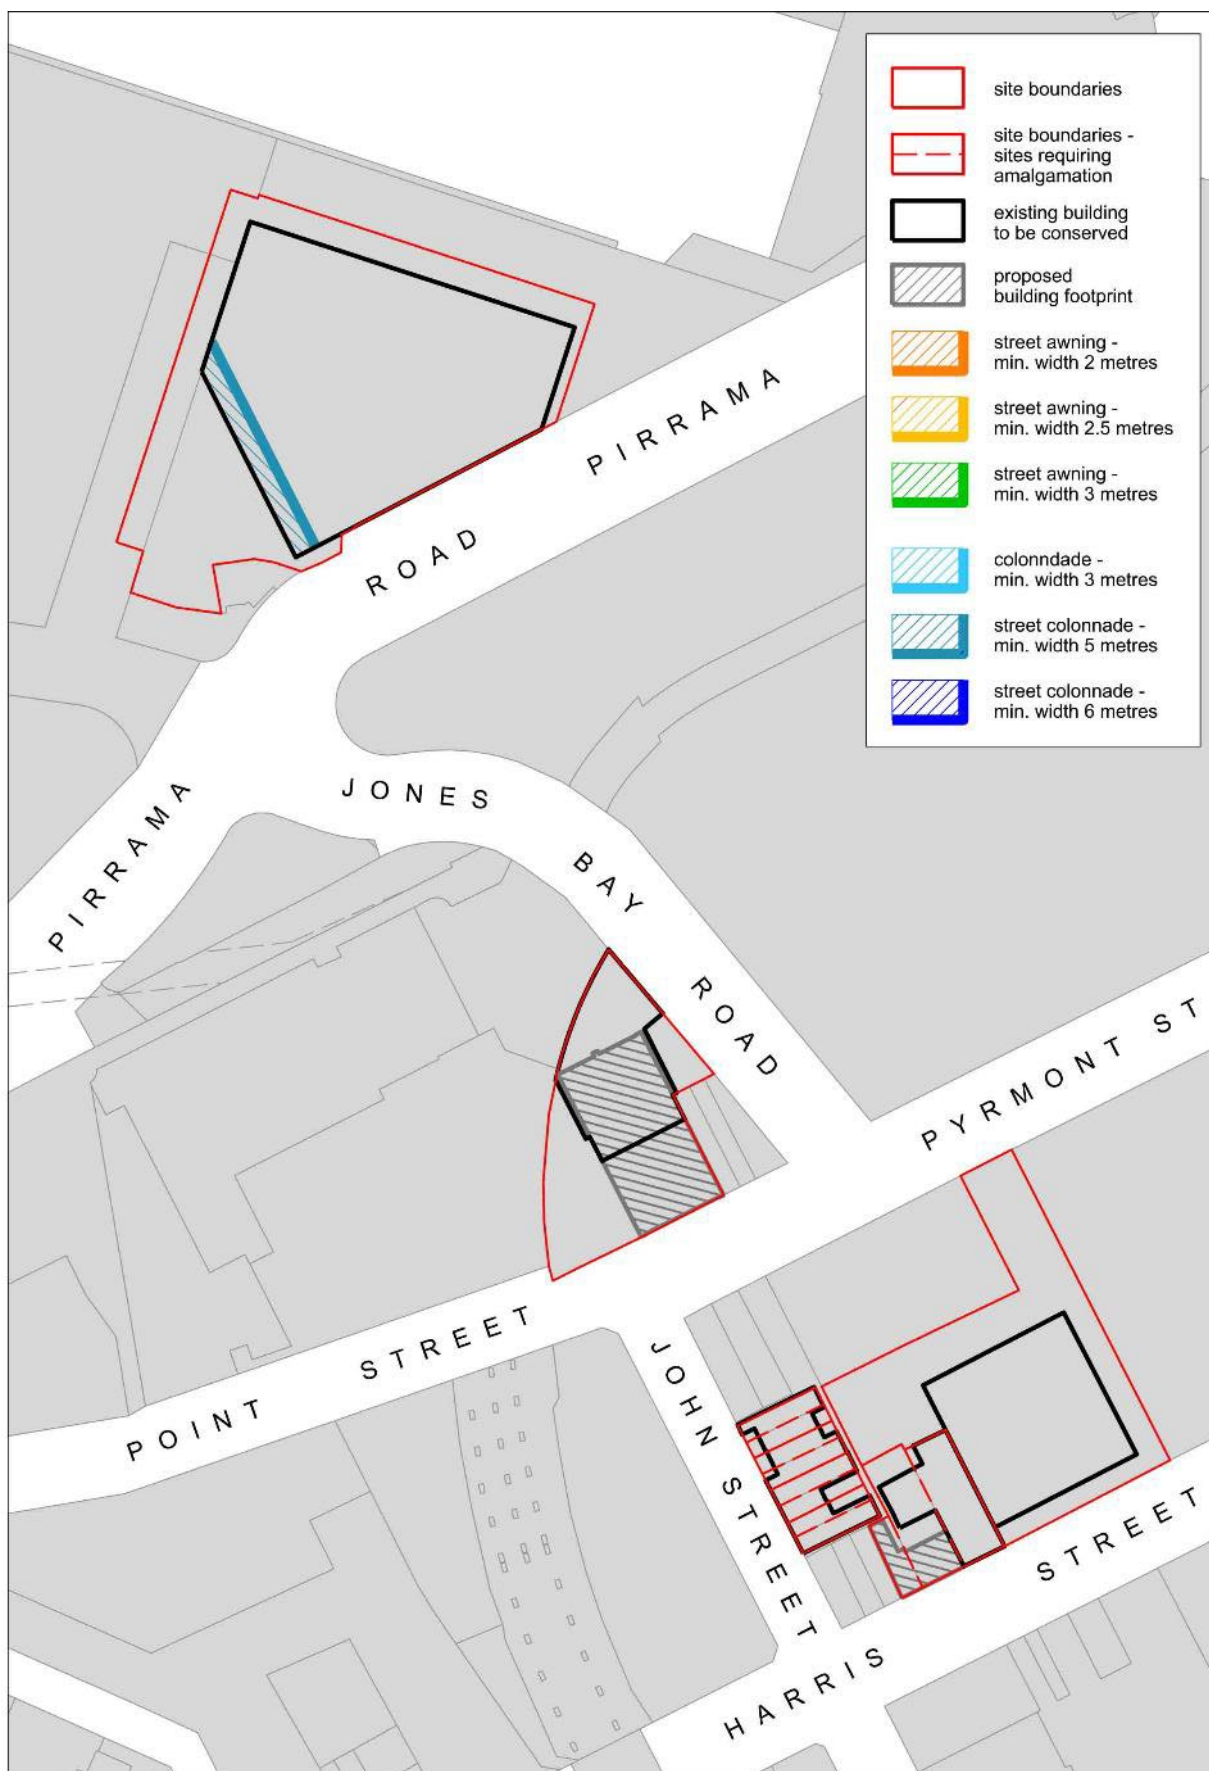 site boundaries
site boundaries -
sites requiring
amalgamation
existing building
to be conserved
proposed
building footprint
street awning -
min. width 2 metres
street awning -
min. width 2.5 metres
street awning -
min. width 3 metres
colonndade -
min. width 3 metres
street colonnade -
min. width 5 metres
street colonnade -
min. width 6 metres
PIRRAMA
ROAD
PIRRAMA
JONES
BAY
ROAD
PYRMONT ST
POINT STREET
JOHN STREET
HARRIS STREET